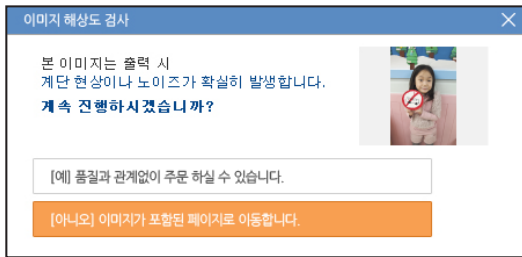 이미지 해상도 검사
본 이미지는 출력 시
계단 현상이나 노이즈가 확실히 발생합니다.
계속 진행하시겠습니까?
[예] 품질과 관계없이 주문 하실 수 있습니다.
[아니오] 이미지가 포함된 페이지로 이동합니다.